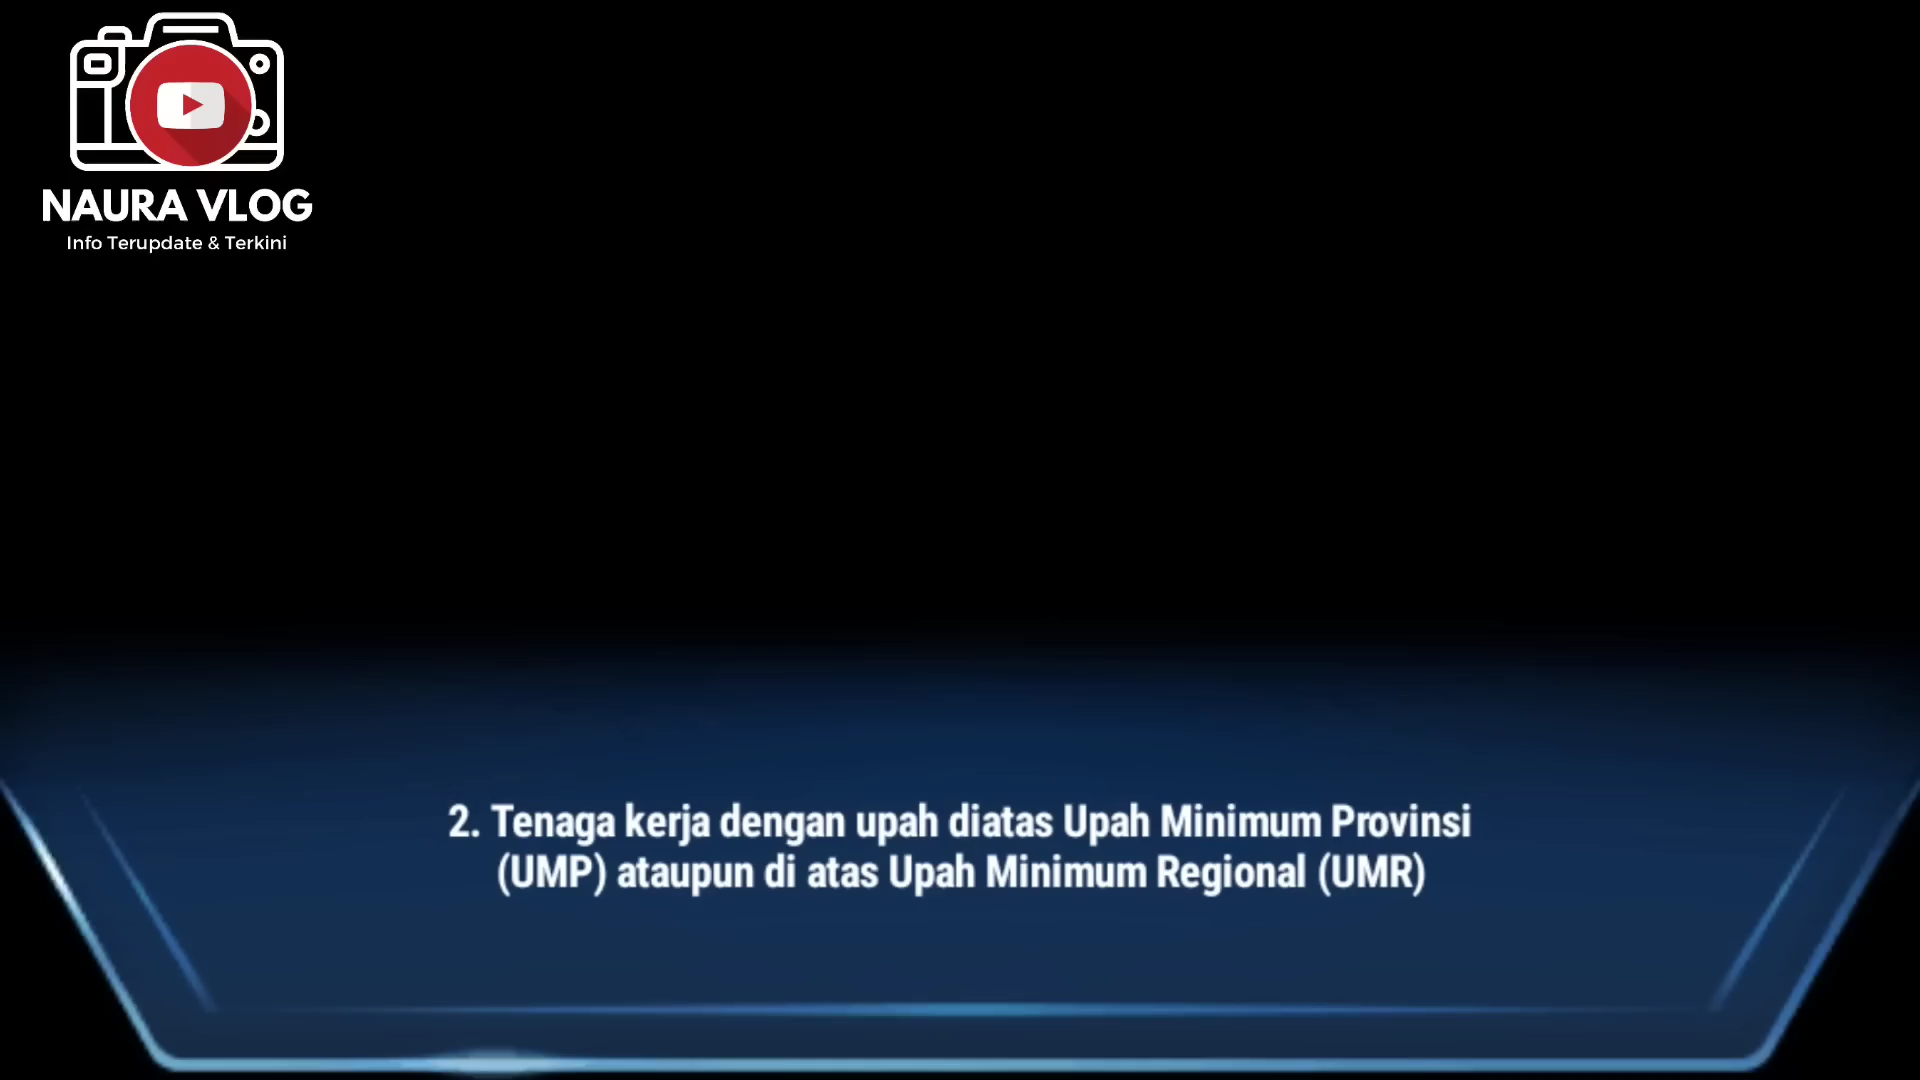 NAURA VLOG
Info Terupdate & Terkini
2. Tenaga kerja dengan upah diatas Upah Minimum Provinsi
(UMP) ataupun di atas Upah Minimum Regional (UMR)